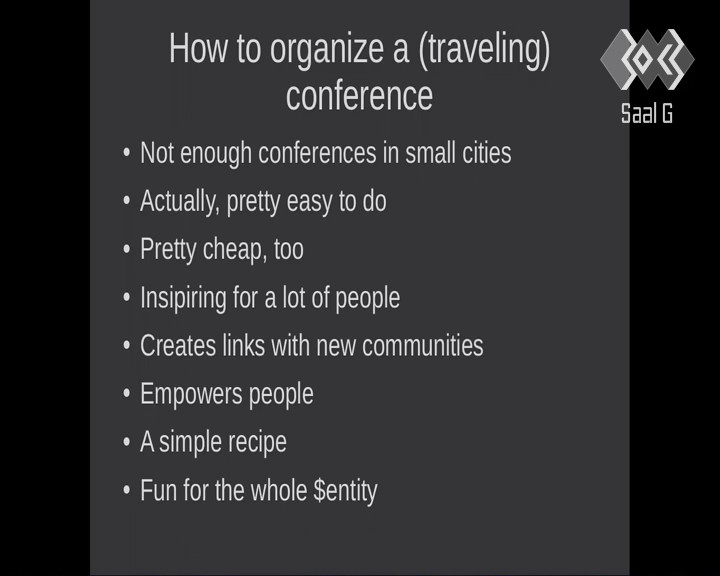 How to organize a (traveling)
conference
Saal G
• Not enough conferences in small cities
• Actually, pretty easy to do
• Pretty cheap, too
• Insipiring for a lot of people
• Creates links with new communities
• Empowers people
• A simple recipe
• Fun for the whole $entity